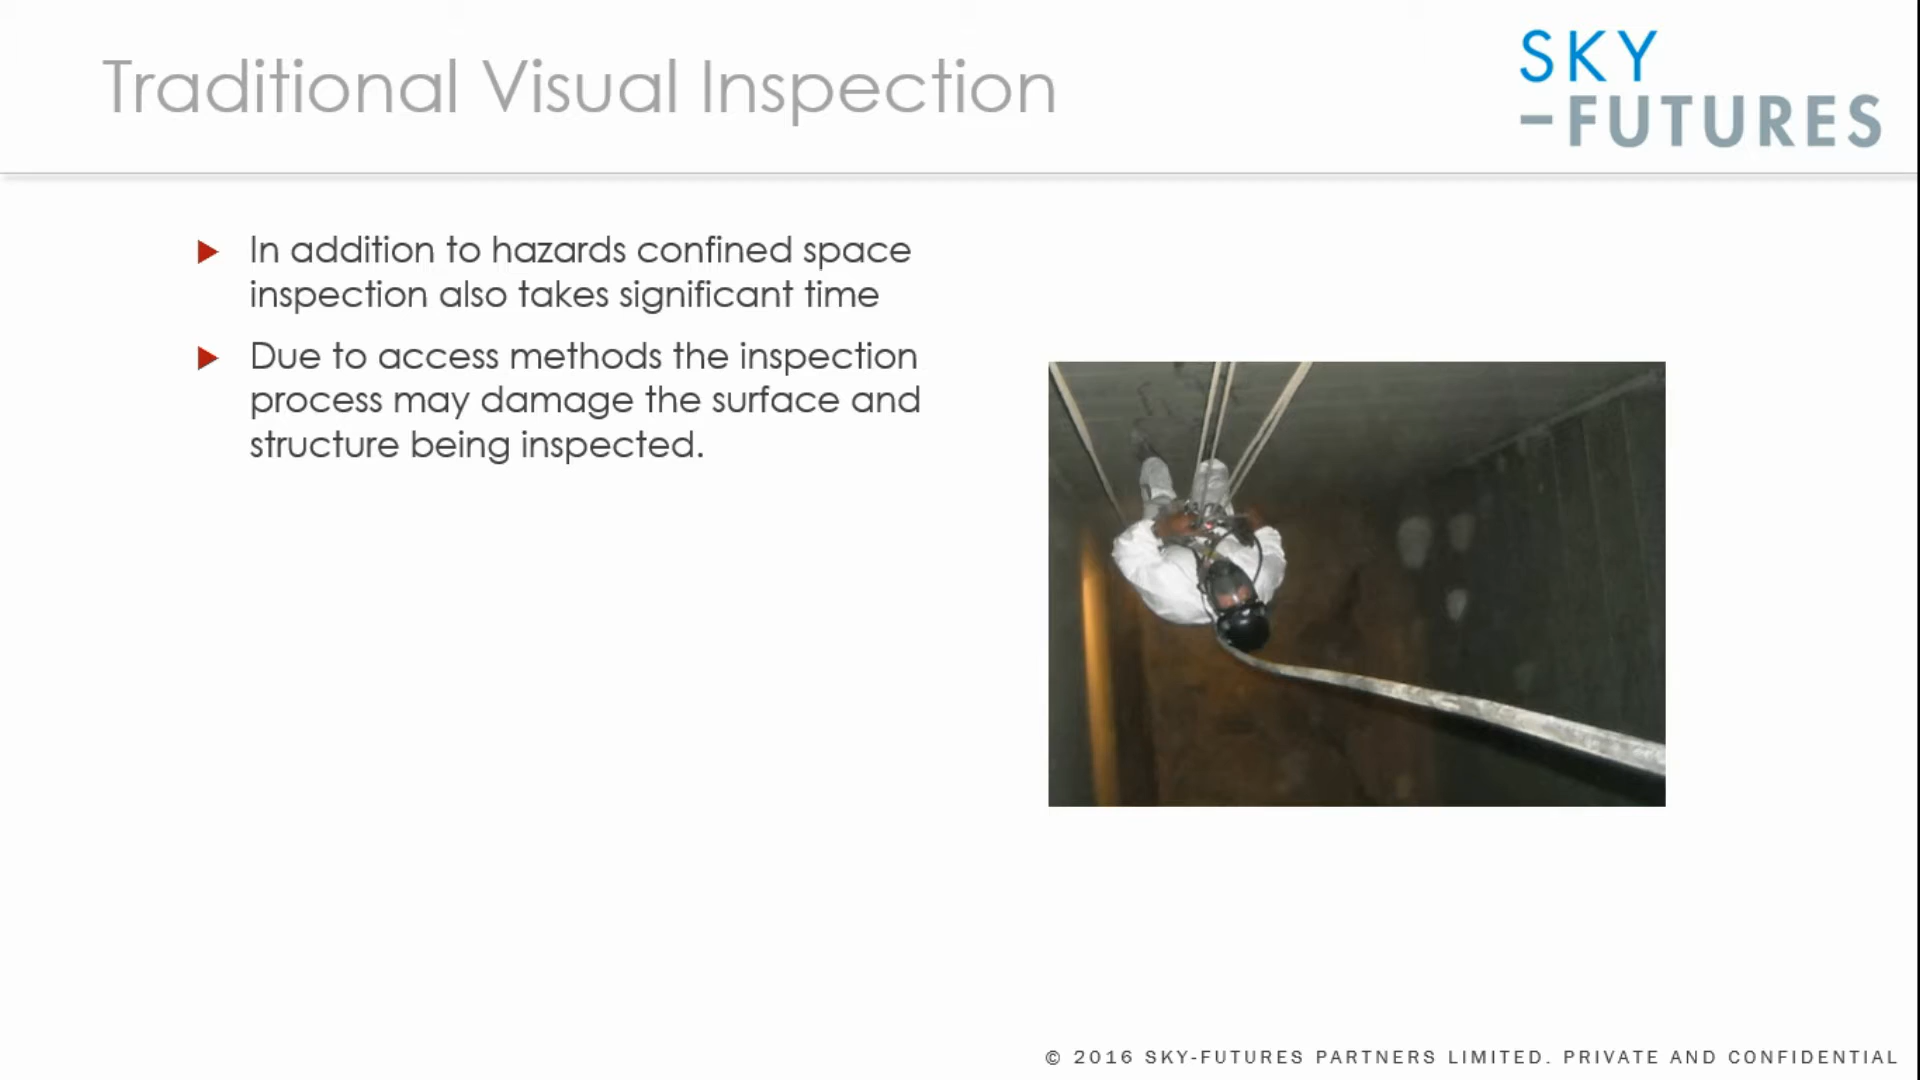 Traditional Visual Inspection
SKY
-FUTURES
In addition to hazards confined space
inspection also takes significant time
Due to access methods the inspection
process may damage the surface and
structure being inspected.
© 2016 SKY-FUTURES PARTNERS LIMITED. PRIVATE AND CONFIDENTIAL